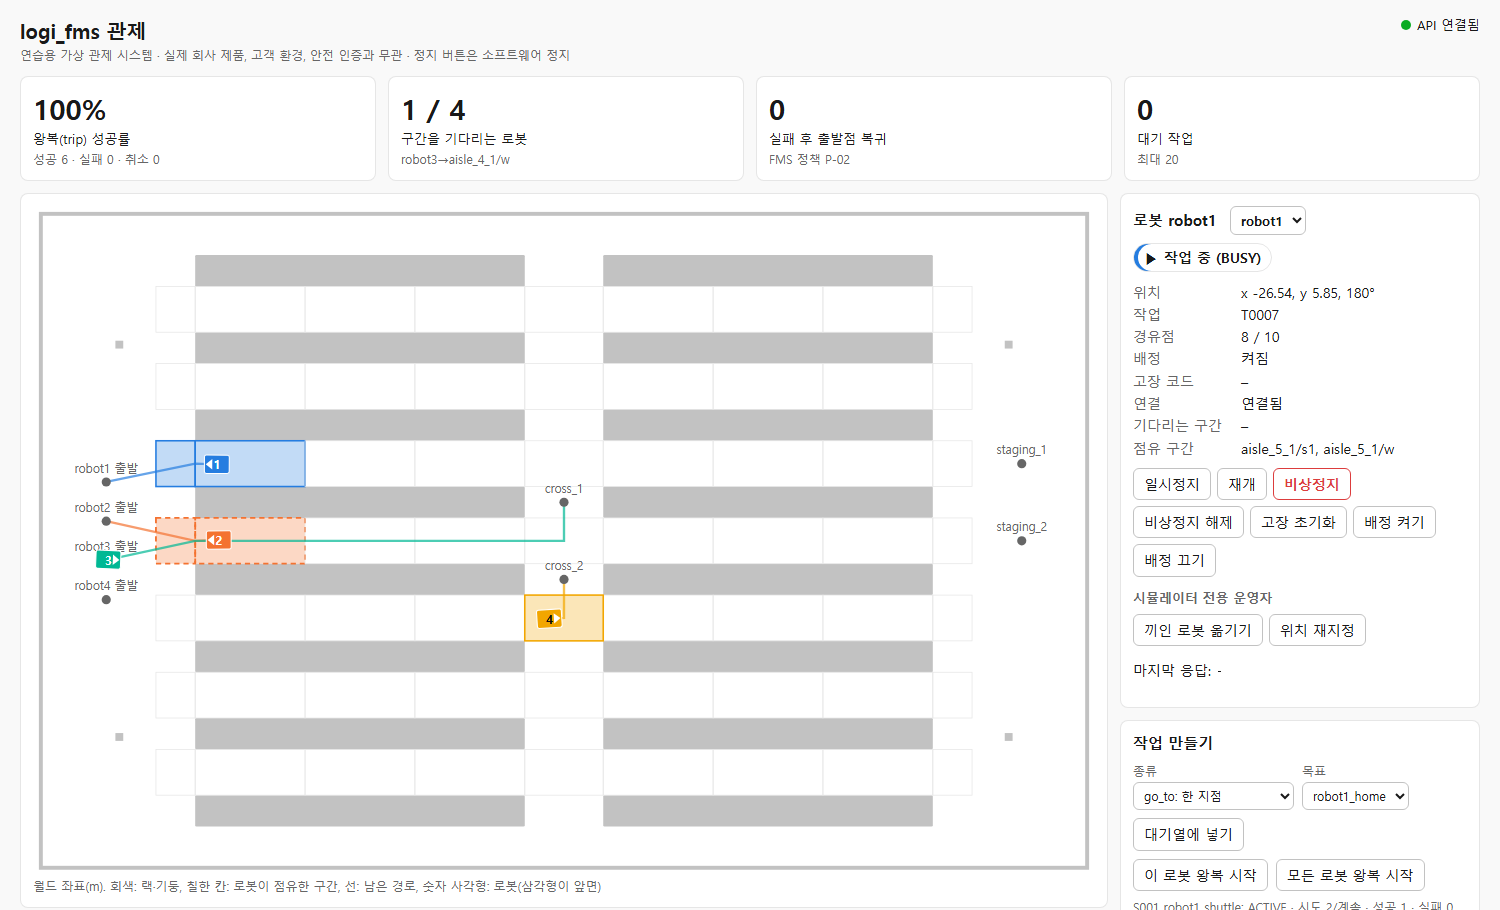 logi_fms 관제
API 연결됨
연습용 가상 관제 시스템 · 실제 회사 제품, 고객 환경, 안전 인증과 무관 · 정지 버튼은 소프트웨어 정지
100%
왕복(trip) 성공률
성공 6 · 실패 0 · 취소 0
1 / 4
구간을 기다리는 로봇
robot3→aisle_4_1/w
0
실패 후 출발점 복귀
FMS 정책 P-02
0
대기 작업
최대 20
robot1 출발
robot2 출발
robot3 출발
robot4 출발
1
2
3
4
cross_1
cross_2
staging_1
staging_2
월드 좌표(m). 회색: 랙·기둥, 칠한 칸: 로봇이 점유한 구간, 선: 남은 경로, 숫자 사각형: 로봇(삼각형이 앞면)
로봇 robot1 robot1
작업 중 (BUSY)
위치 x -26.54, y 5.85, 180°
작업 T0007
경유점 8 / 10
배정 켜짐
고장 코드 –
연결 연결됨
기다리는 구간 –
점유 구간 aisle_5_1/s1, aisle_5_1/w
일시정지 재개 비상정지
비상정지 해제 고장 초기화 배정 켜기
배정 끄기
시뮬레이터 전용 운영자
끼인 로봇 옮기기 위치 재지정
마지막 응답: -
작업 만들기
종류 목표
go_to: 한 지점 robot1_home
대기열에 넣기
이 로봇 왕복 시작 모든 로봇 왕복 시작
S001 robot1 shuttle: ACTIVE · 시도 2/계속 · 성공 1 · 실패 0